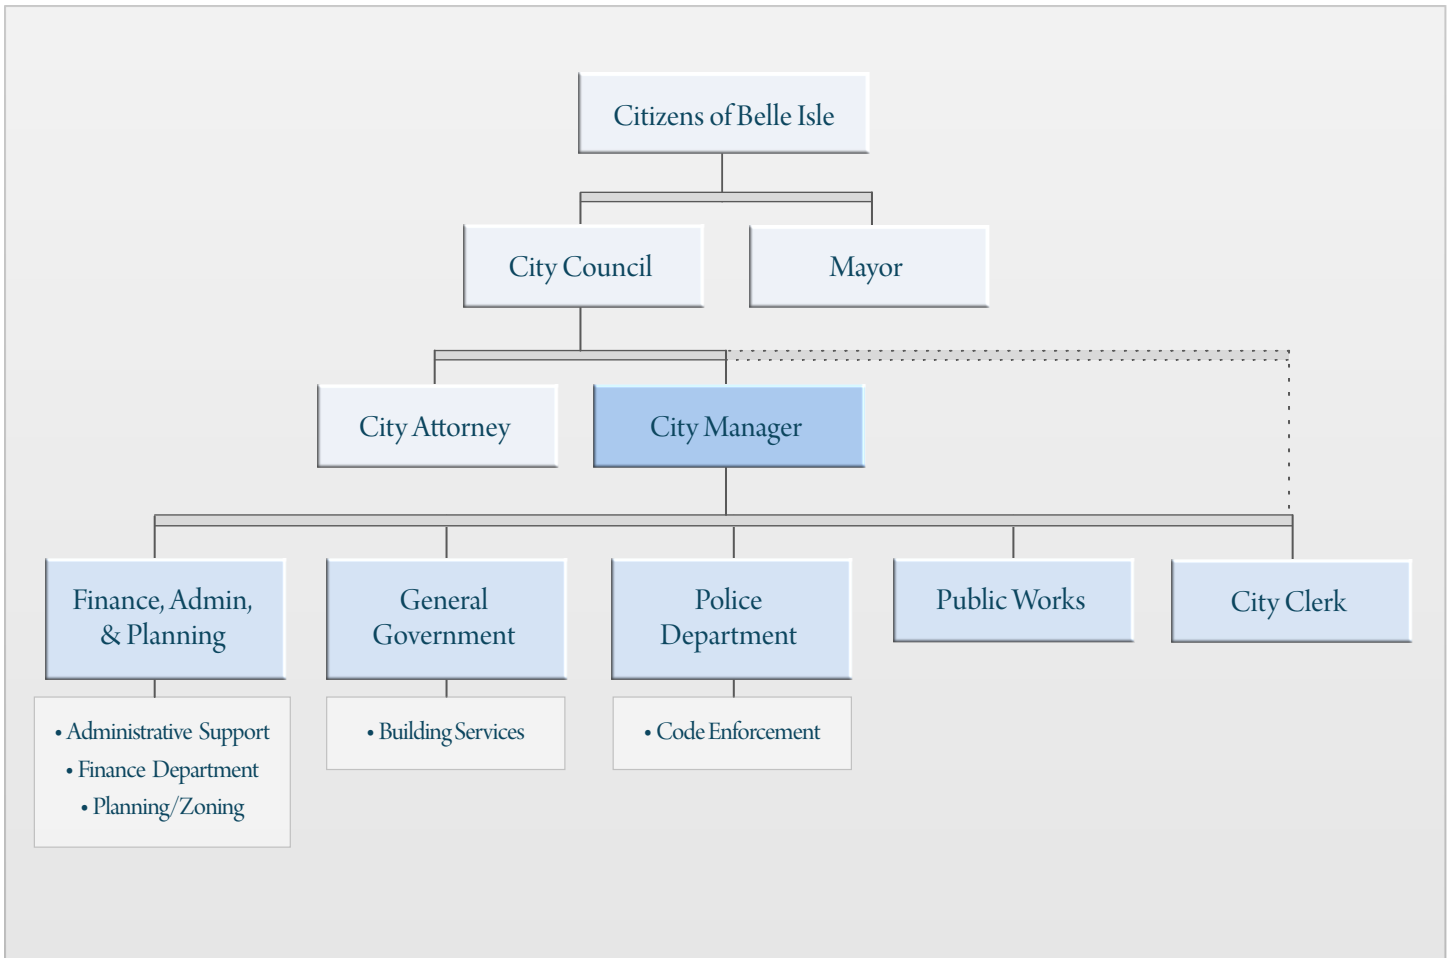 Citizens of Belle Isle
City Council
Mayor
City Attorney
City Manager
Finance, Admin,
& Planning
General
Government
Police
Department
Public Works
City Clerk
• Administrative Support
• Finance Department
• Planning/Zoning
• Building Services
• Code Enforcement